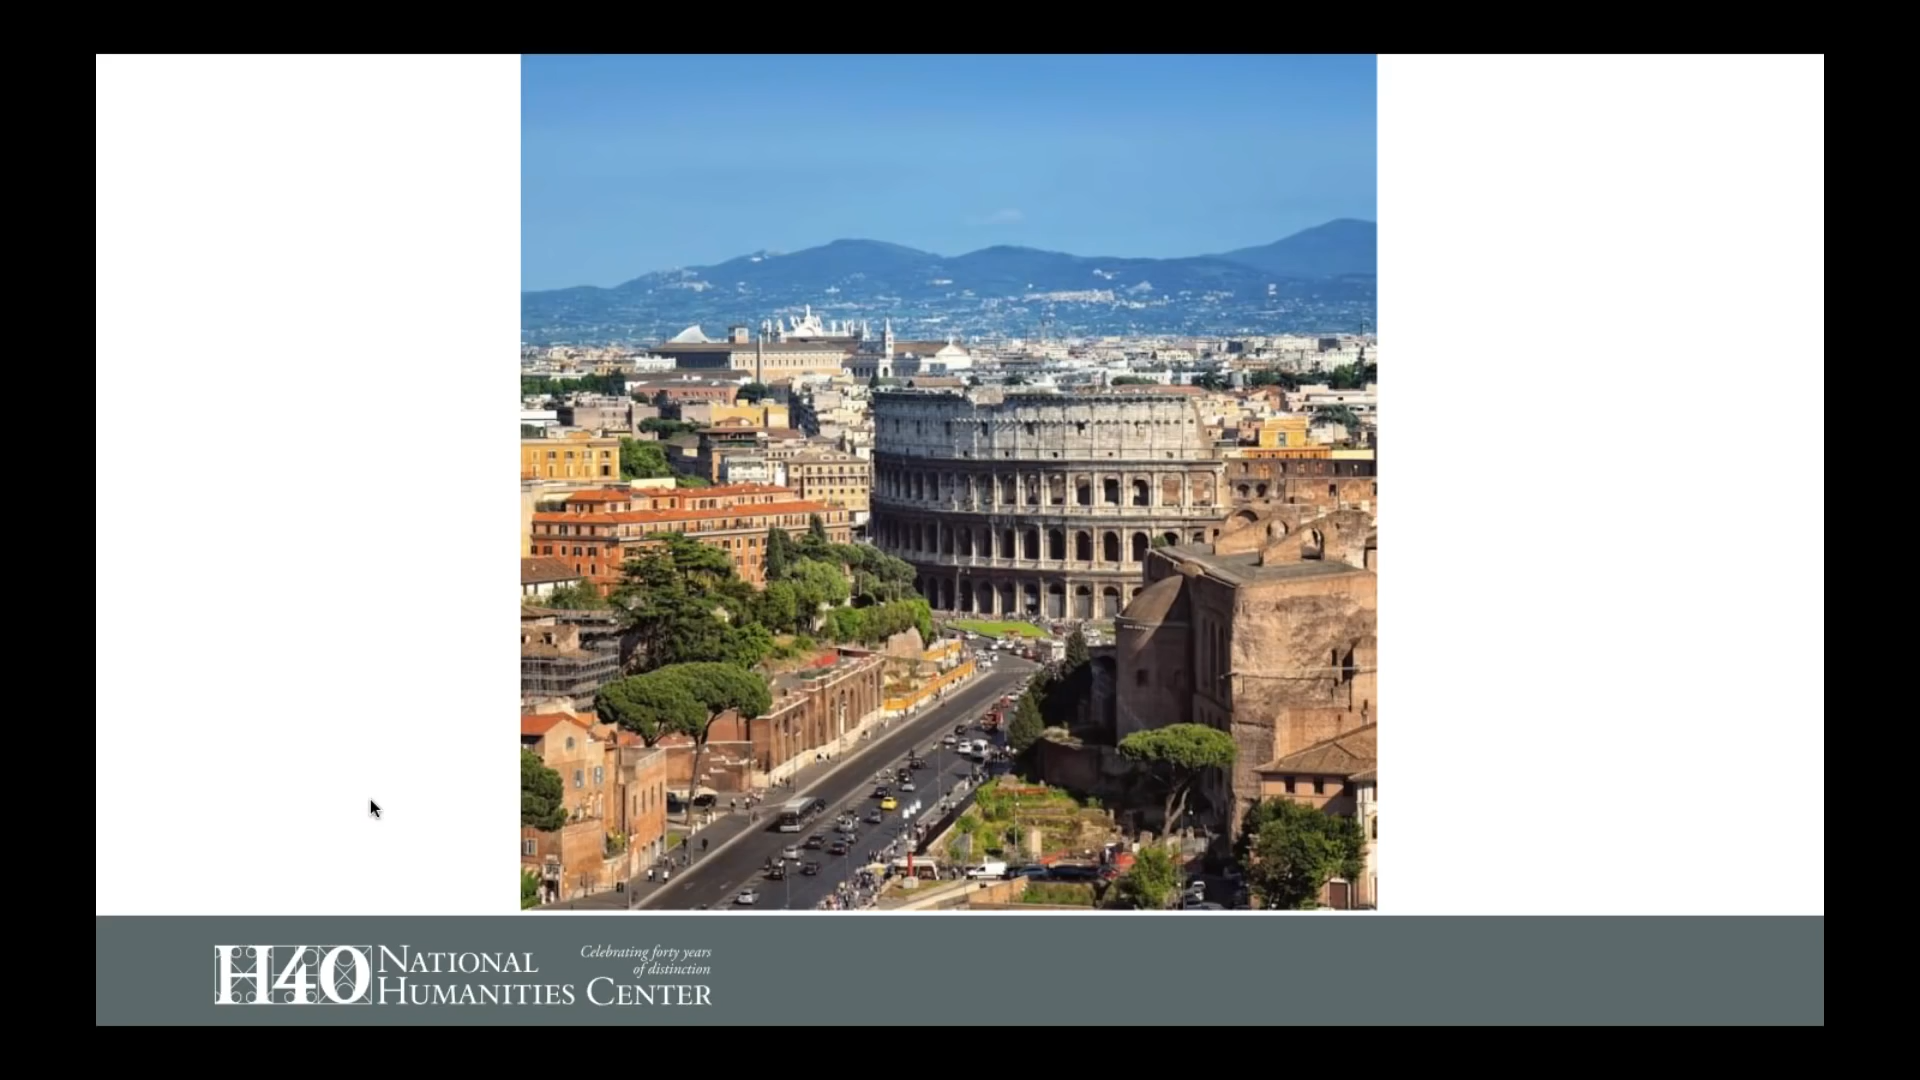 H40
NATIONAL
HUMANITIES CENTER
Celebrating forty years
of distinction